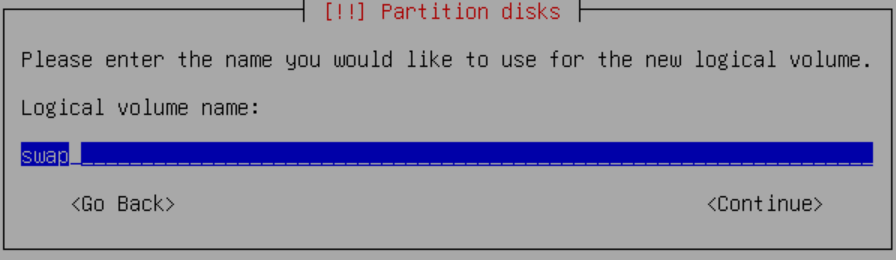 [!!] Partition disks
Please enter the name you would like to use for the new logical volume.
Logical volume name:
swap
<Go Back> <Continue>